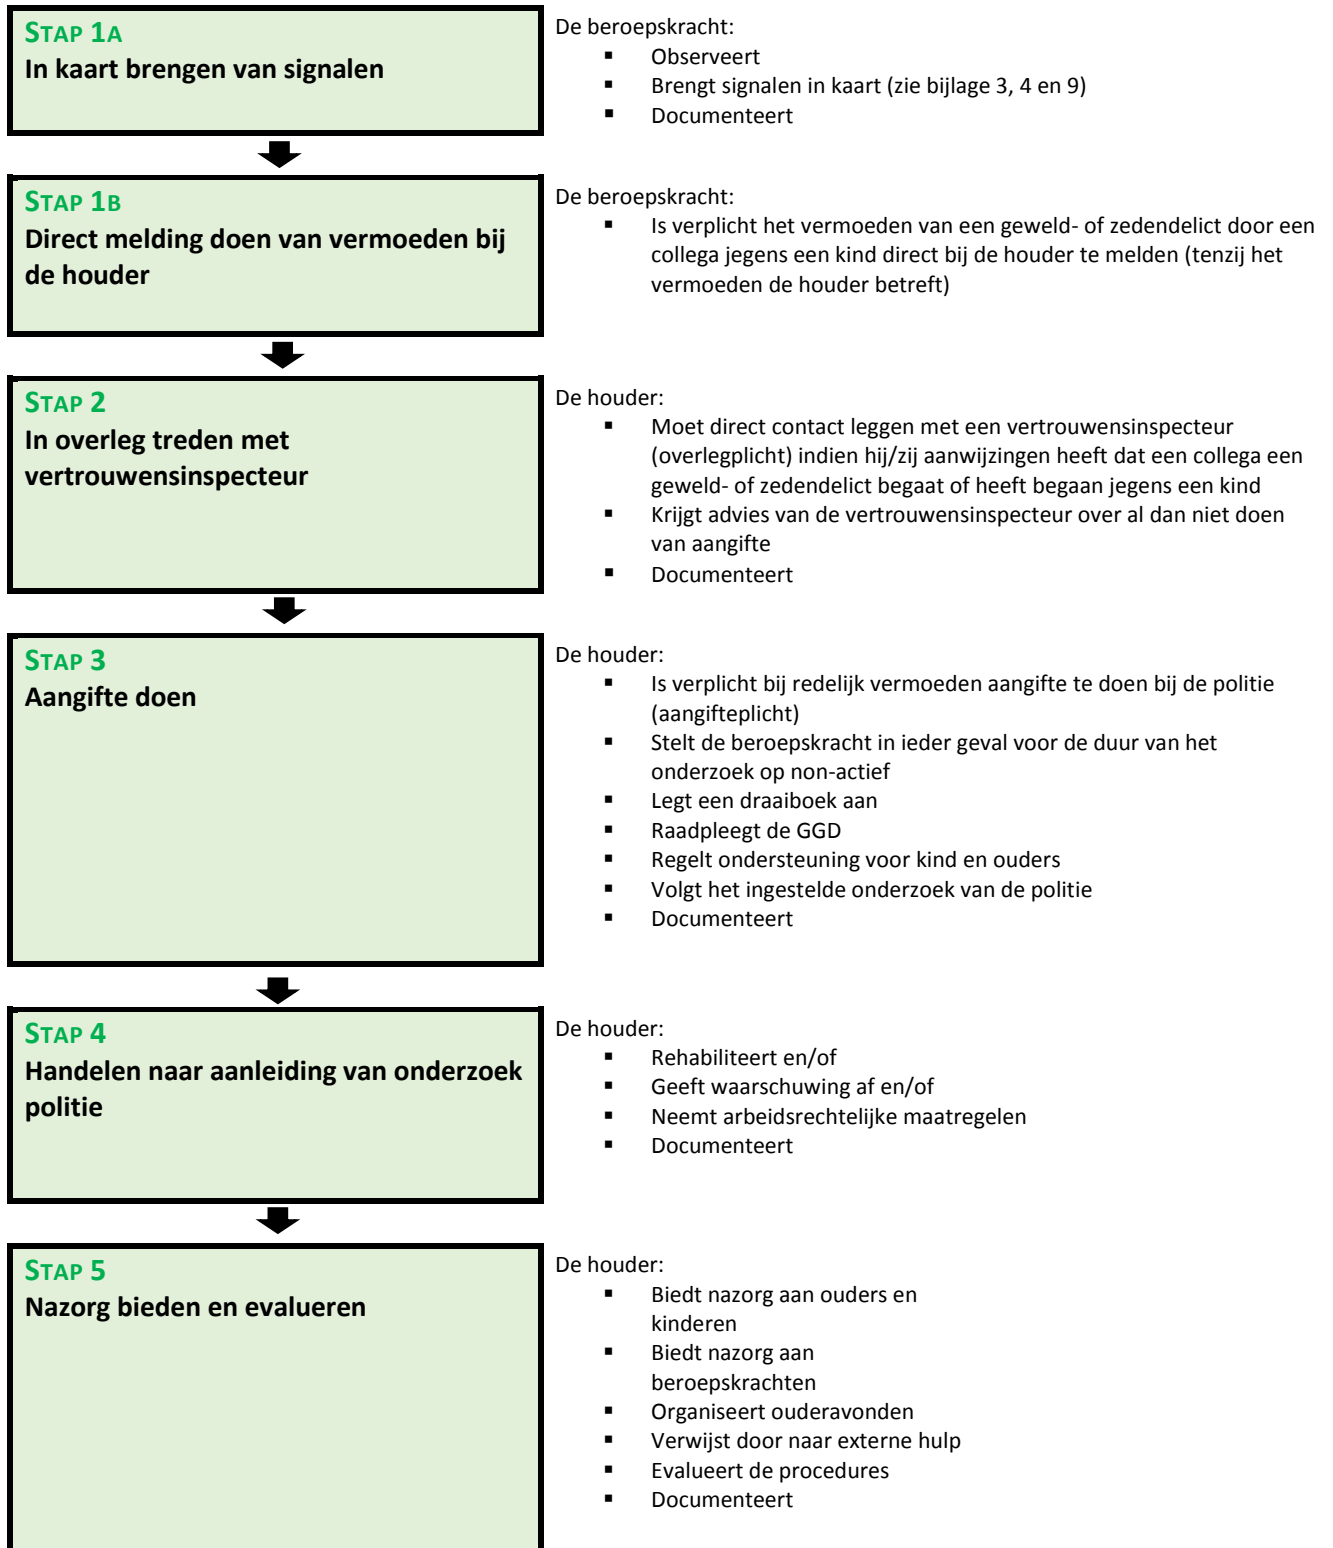 STAP 1A
In kaart brengen van signalen
De beroepskracht:
▪ Observeert
▪ Brengt signalen in kaart (zie bijlage 3, 4 en 9)
▪ Documenteert
STAP 1B
Direct melding doen van vermoeden bij
de houder
De beroepskracht:
▪ Is verplicht het vermoeden van een geweld- of zedendelict door een
collega jegens een kind direct bij de houder te melden (tenzij het
vermoeden de houder betreft)
STAP 2
In overleg treden met
vertrouwensinspecteur
De houder:
▪ Moet direct contact leggen met een vertrouwensinspecteur
(overlegplicht) indien hij/zij aanwijzingen heeft dat een collega een
geweld- of zedendelict begaat of heeft begaan jegens een kind
▪ Krijgt advies van de vertrouwensinspecteur over al dan niet doen
van aangifte
▪ Documenteert
STAP 3
Aangifte doen
De houder:
▪ Is verplicht bij redelijk vermoeden aangifte te doen bij de politie
(aangifteplicht)
▪ Stelt de beroepskracht in ieder geval voor de duur van het
onderzoek op non-actief
▪ Legt een draaiboek aan
▪ Raadpleegt de GGD
▪ Regelt ondersteuning voor kind en ouders
▪ Volgt het ingestelde onderzoek van de politie
▪ Documenteert
STAP 4
Handelen naar aanleiding van onderzoek
politie
De houder:
▪ Rehabiliteert en/of
▪ Geeft waarschuwing af en/of
▪ Neemt arbeidsrechtelijke maatregelen
▪ Documenteert
STAP 5
Nazorg bieden en evalueren
De houder:
▪ Biedt nazorg aan ouders en
kinderen
▪ Biedt nazorg aan
beroepskrachten
▪ Organiseert ouderavonden
▪ Verwijst door naar externe hulp
▪ Evalueert de procedures
▪ Documenteert